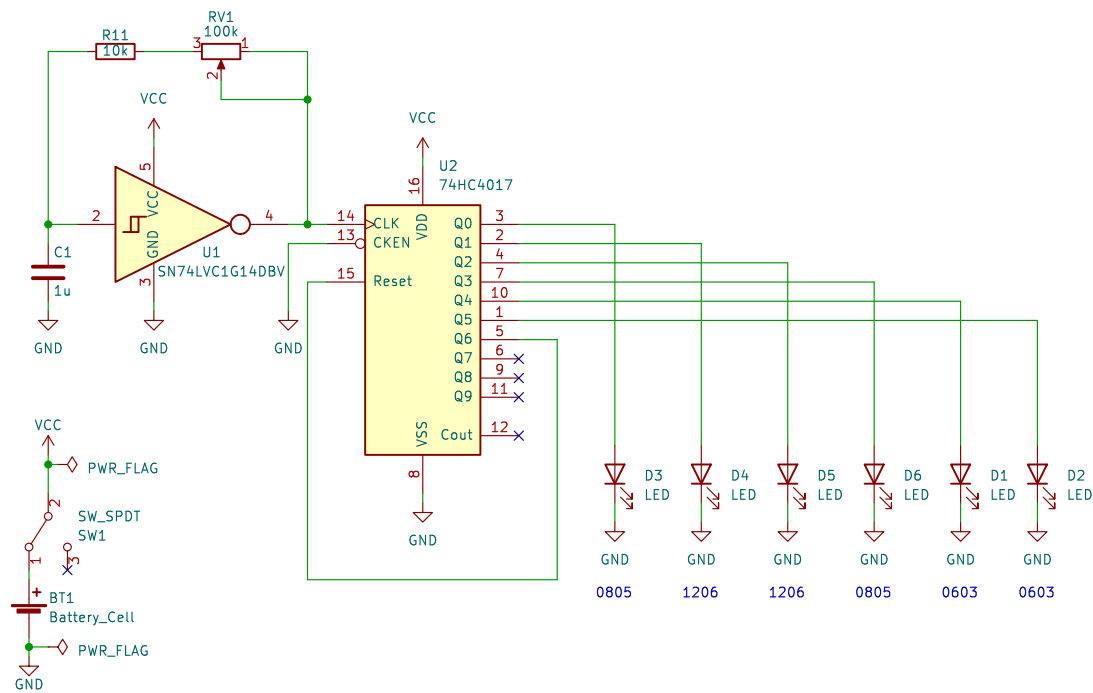 RV1
100k
R11
10k
3
1
2
VCC
5
VCC
2
4
GND
U1
SN74LVC1G14DBV
3
C1
1u
GND
GND
GND
VCC
U2
74HC4017
16
VDD
14
CLK
13
CKEN
15
Reset
Q0
3
Q1
2
Q2
4
Q3
7
Q4
10
Q5
1
Q6
5
Q7
6
Q8
9
Q9
11
Cout
12
VSS
8
GND
VCC
PWR_FLAG
2
SW_SPDT
SW1
1
3
+
BT1
Battery_Cell
PWR_FLAG
GND
D3
LED
D4
LED
D5
LED
D6
LED
D1
LED
D2
LED
GND
GND
GND
GND
GND
GND
0805
1206
1206
0805
0603
0603